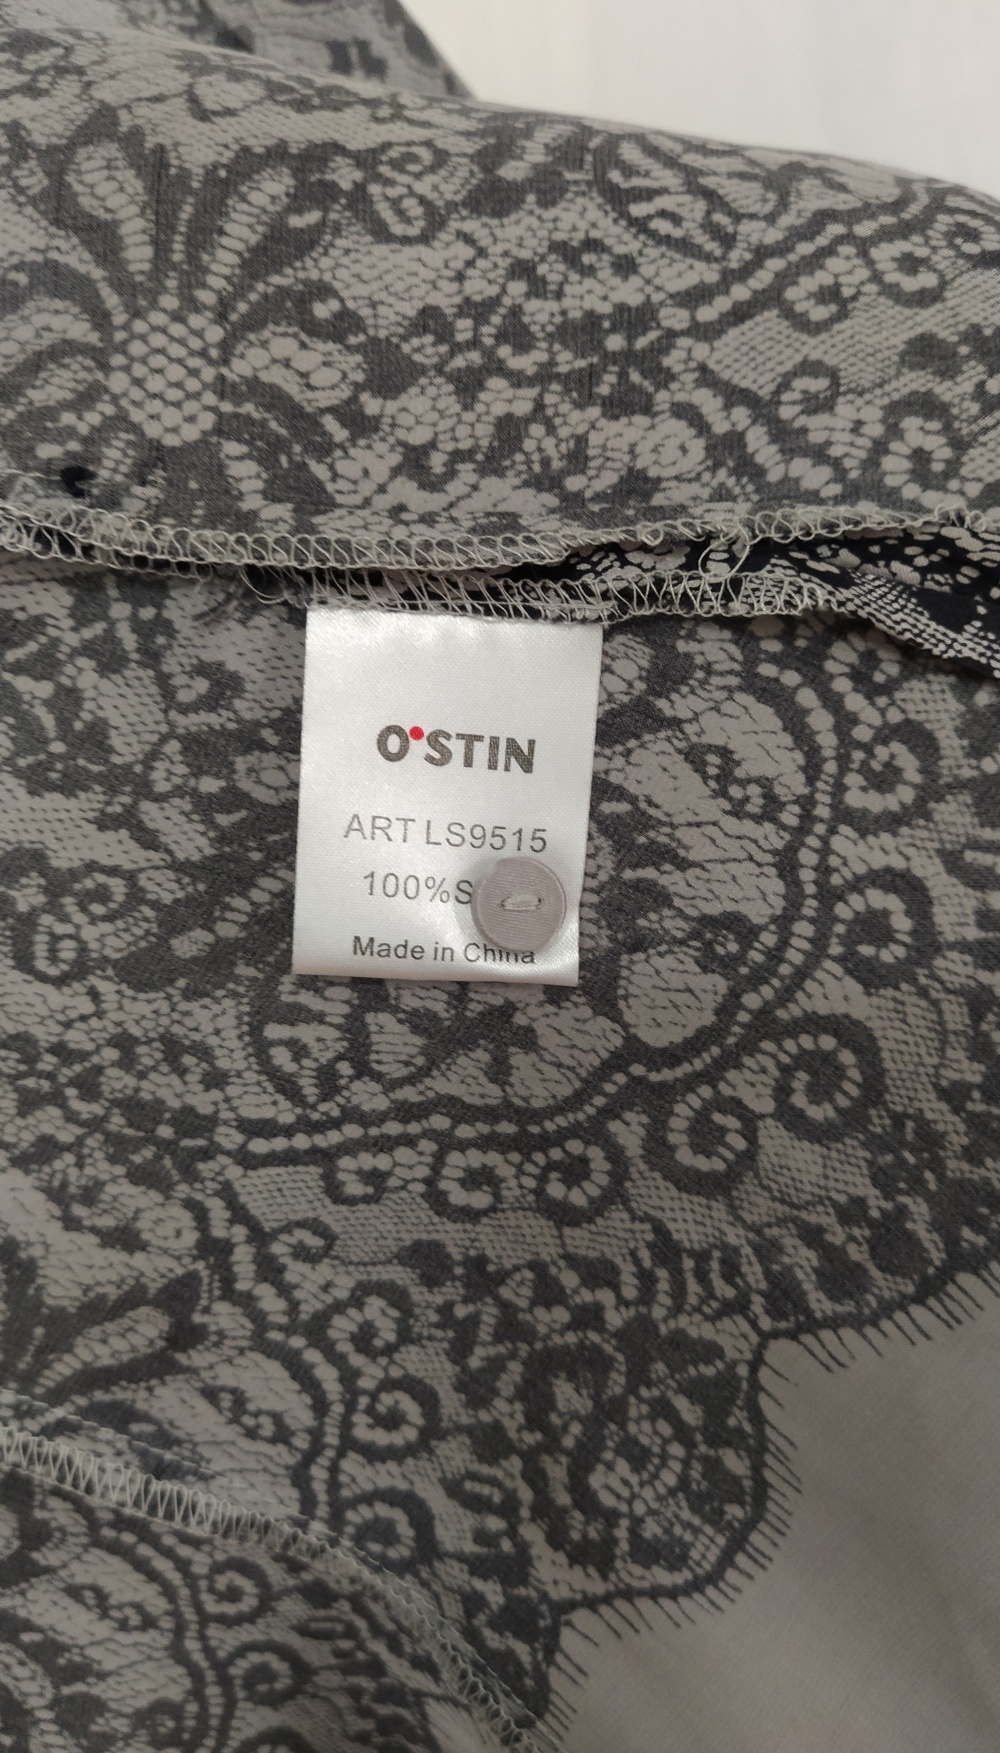 O'STIN
ART LS9515
100%S
Made in China